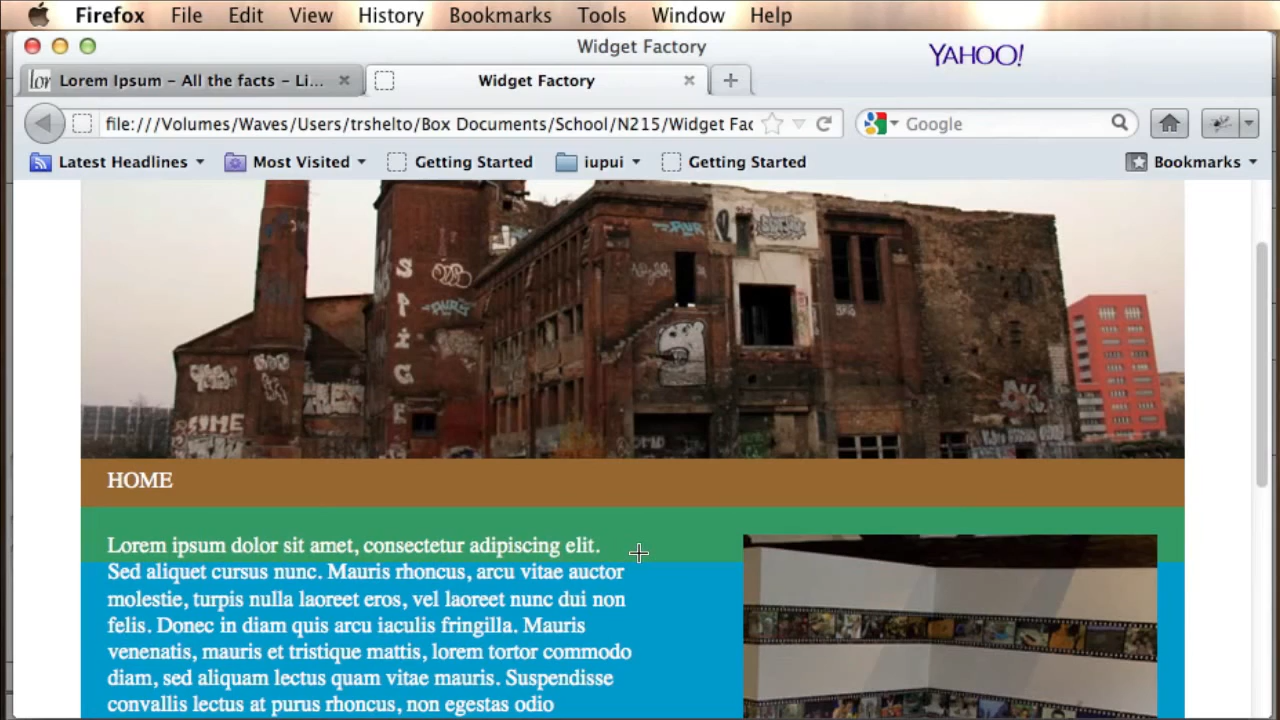 Firefox File Edit View History Bookmarks Tools Window Help
Widget Factory
YAHOO!
lor Lorem Ipsum – All the facts – Li...
Widget Factory
file:///Volumes/Waves/Users/trshelto/Box Documents/School/N215/Widget Fac
Google
Latest Headlines Most Visited Getting Started iupui Getting Started Bookmarks
SPIC
HOME
Lorem ipsum dolor sit amet, consectetur adipiscing elit.
Sed aliquet cursus nunc. Mauris rhoncus, arcu vitae auctor
molestie, turpis nulla laoreet eros, vel laoreet nunc dui non
felis. Donec in diam quis arcu iaculis fringilla. Mauris
venenatis, mauris et tristique mattis, lorem tortor commodo
diam, sed aliquam lectus quam vitae mauris. Suspendisse
convallis lectus at purus rhoncus, non egestas odio